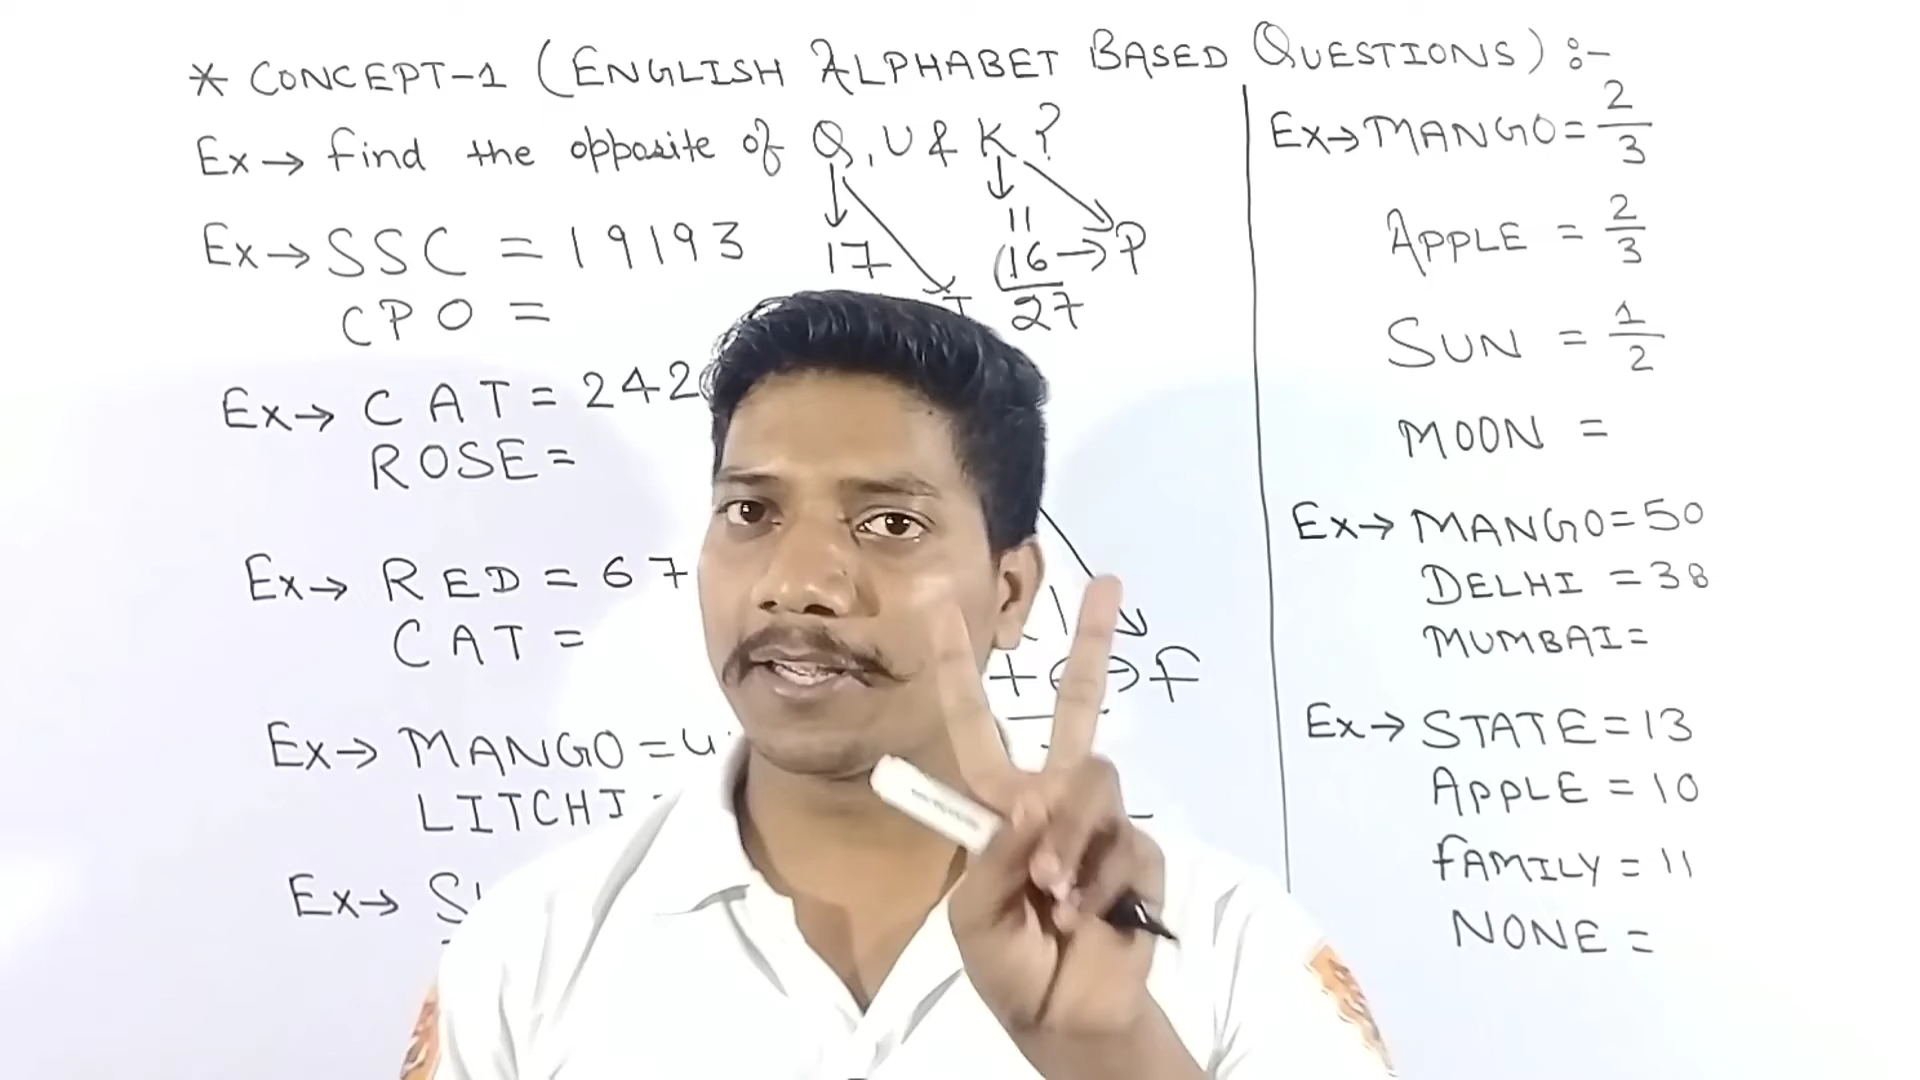 * CONCEPT-1 (ENGLISH ALPHABET BASED QUESTIONS) :-
Ex→ find the opposite of Q, U & K ?
17
11
(16→P
27
Ex→ SSC = 19193
CPO =
Ex→ CAT = 242
ROSE=
Ex→ RED = 67
CAT =
+ → F
Ex→ MANGO =
LITCHI
Ex→
Ex→ MANGO = 2/3
APPLE = 2/3
SUN = 1/2
MOON =
Ex→ MANGO=50
DELHI =38
MUMBAI=
Ex→ STATE=13
APPLE = 10
fAMILY = 11
NONE =